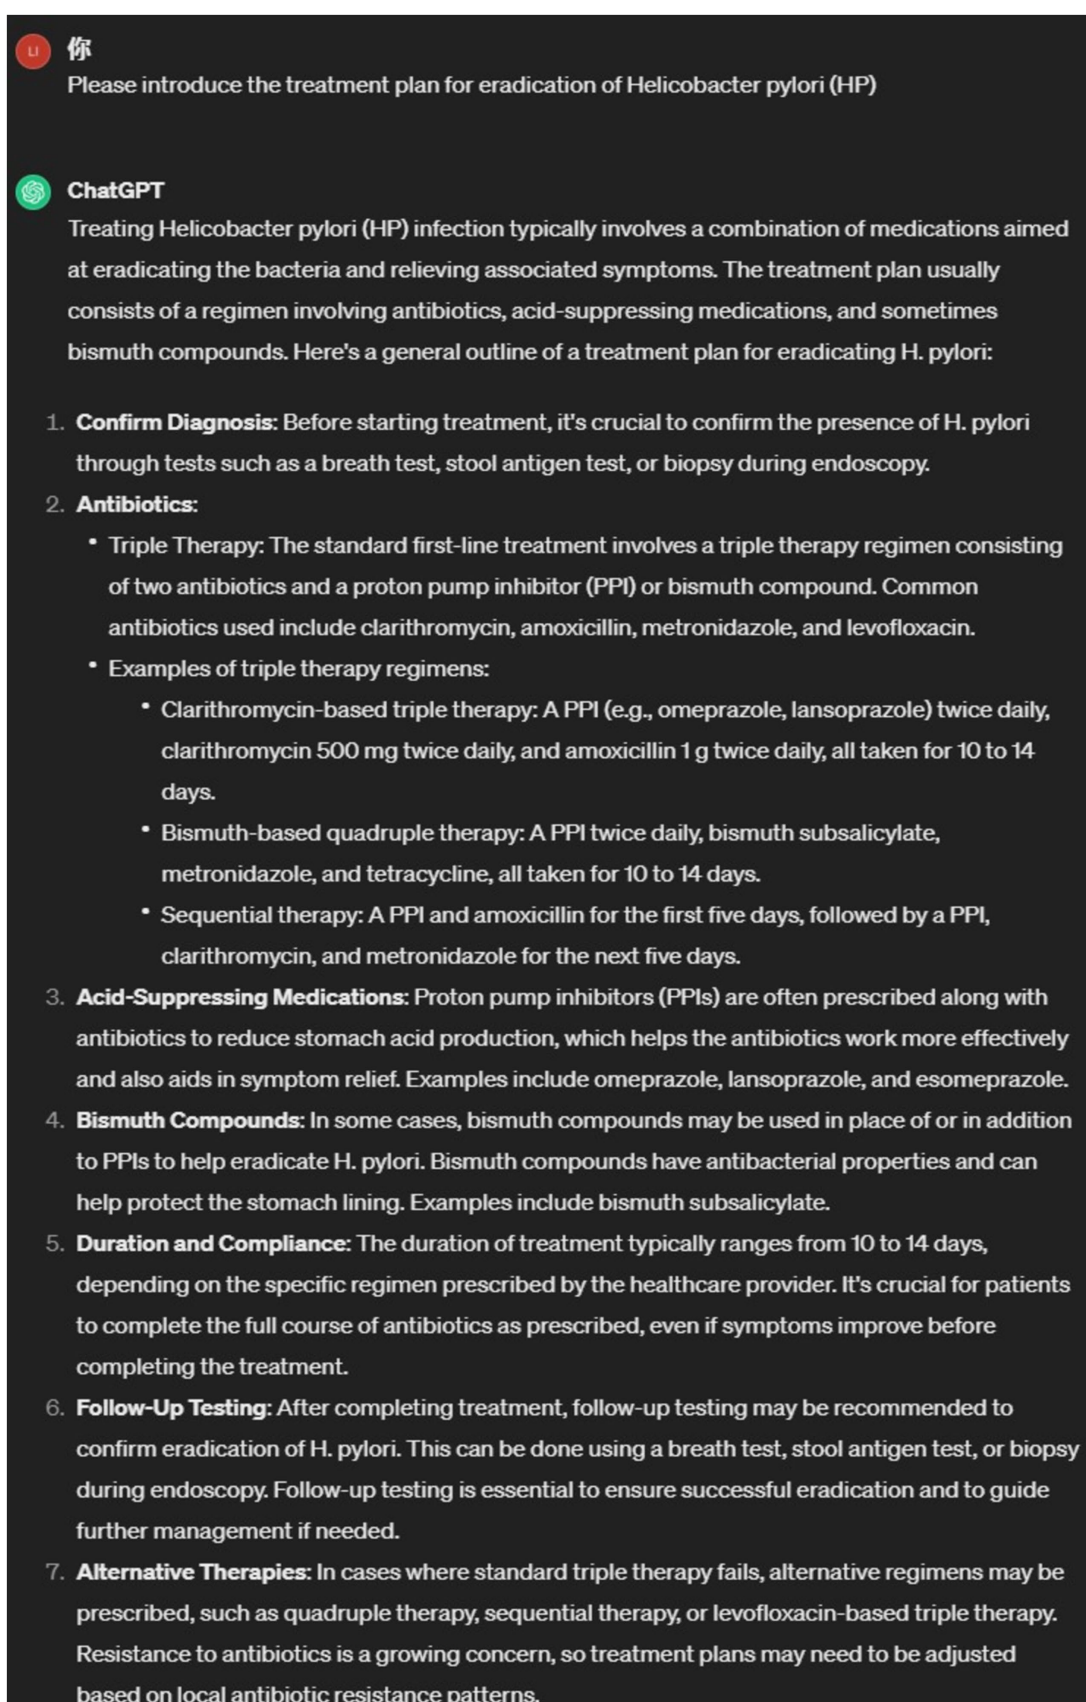 LI
你
Please introduce the treatment plan for eradication of Helicobacter pylori (HP)
ChatGPT
Treating Helicobacter pylori (HP) infection typically involves a combination of medications aimed
at eradicating the bacteria and relieving associated symptoms. The treatment plan usually
consists of a regimen involving antibiotics, acid-suppressing medications, and sometimes
bismuth compounds. Here's a general outline of a treatment plan for eradicating H. pylori:
1. Confirm Diagnosis: Before starting treatment, it's crucial to confirm the presence of H. pylori
through tests such as a breath test, stool antigen test, or biopsy during endoscopy.
2. Antibiotics:
• Triple Therapy: The standard first-line treatment involves a triple therapy regimen consisting
of two antibiotics and a proton pump inhibitor (PPI) or bismuth compound. Common
antibiotics used include clarithromycin, amoxicillin, metronidazole, and levofloxacin.
• Examples of triple therapy regimens:
• Clarithromycin-based triple therapy: A PPI (e.g., omeprazole, lansoprazole) twice daily,
clarithromycin 500 mg twice daily, and amoxicillin 1 g twice daily, all taken for 10 to 14
days.
• Bismuth-based quadruple therapy: A PPI twice daily, bismuth subsalicylate,
metronidazole, and tetracycline, all taken for 10 to 14 days.
• Sequential therapy: A PPI and amoxicillin for the first five days, followed by a PPI,
clarithromycin, and metronidazole for the next five days.
3. Acid-Suppressing Medications: Proton pump inhibitors (PPIs) are often prescribed along with
antibiotics to reduce stomach acid production, which helps the antibiotics work more effectively
and also aids in symptom relief. Examples include omeprazole, lansoprazole, and esomeprazole.
4. Bismuth Compounds: In some cases, bismuth compounds may be used in place of or in addition
to PPIs to help eradicate H. pylori. Bismuth compounds have antibacterial properties and can
help protect the stomach lining. Examples include bismuth subsalicylate.
5. Duration and Compliance: The duration of treatment typically ranges from 10 to 14 days,
depending on the specific regimen prescribed by the healthcare provider. It's crucial for patients
to complete the full course of antibiotics as prescribed, even if symptoms improve before
completing the treatment.
6. Follow-Up Testing: After completing treatment, follow-up testing may be recommended to
confirm eradication of H. pylori. This can be done using a breath test, stool antigen test, or biopsy
during endoscopy. Follow-up testing is essential to ensure successful eradication and to guide
further management if needed.
7. Alternative Therapies: In cases where standard triple therapy fails, alternative regimens may be
prescribed, such as quadruple therapy, sequential therapy, or levofloxacin-based triple therapy.
Resistance to antibiotics is a growing concern, so treatment plans may need to be adjusted
based on local antibiotic resistance patterns.